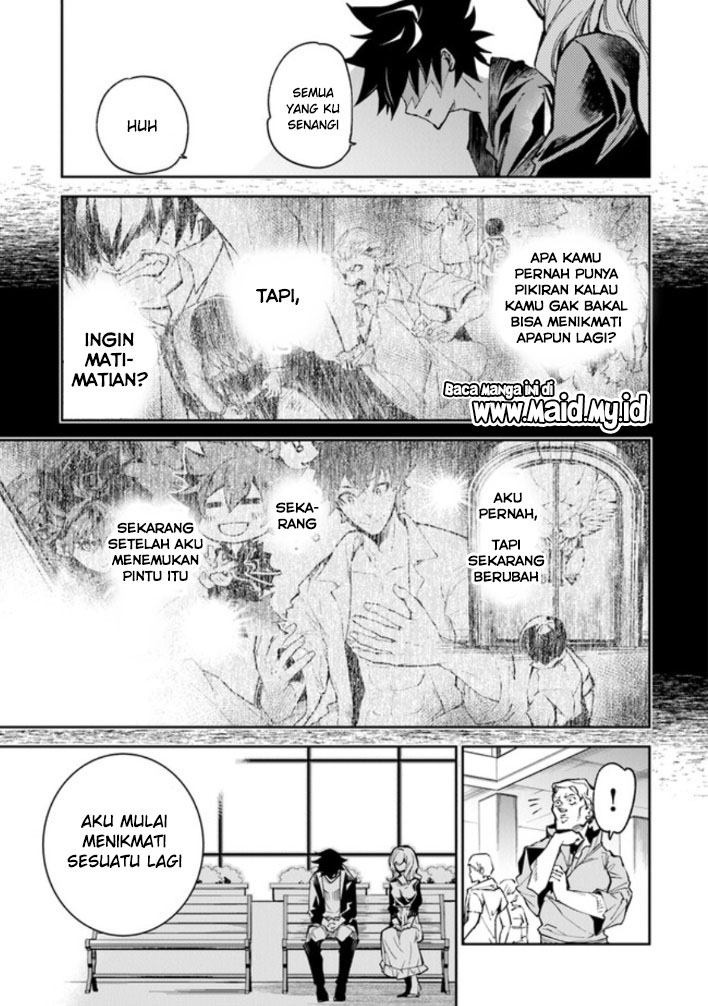 SEMUA
YANG KU
SENANGI
HUH
APA KAMU
PERNAH PUNYA
PIKIRAN KALAU
KAMU GAK BAKAL
BISA MENIKMATI
APAPUN LAGI?
TAPI,
INGIN
MATI-
MATIAN?
Baca Manga ini di
www.Maid.My.id
AKU
PERNAH,
TAPI
SEKARANG
BERUBAH
SEKA-
RANG
SEKARANG
SETELAH AKU
MENEMUKAN
PINTU ITU
!
AKU MULAI
MENIKMATI
SESUATU LAGI